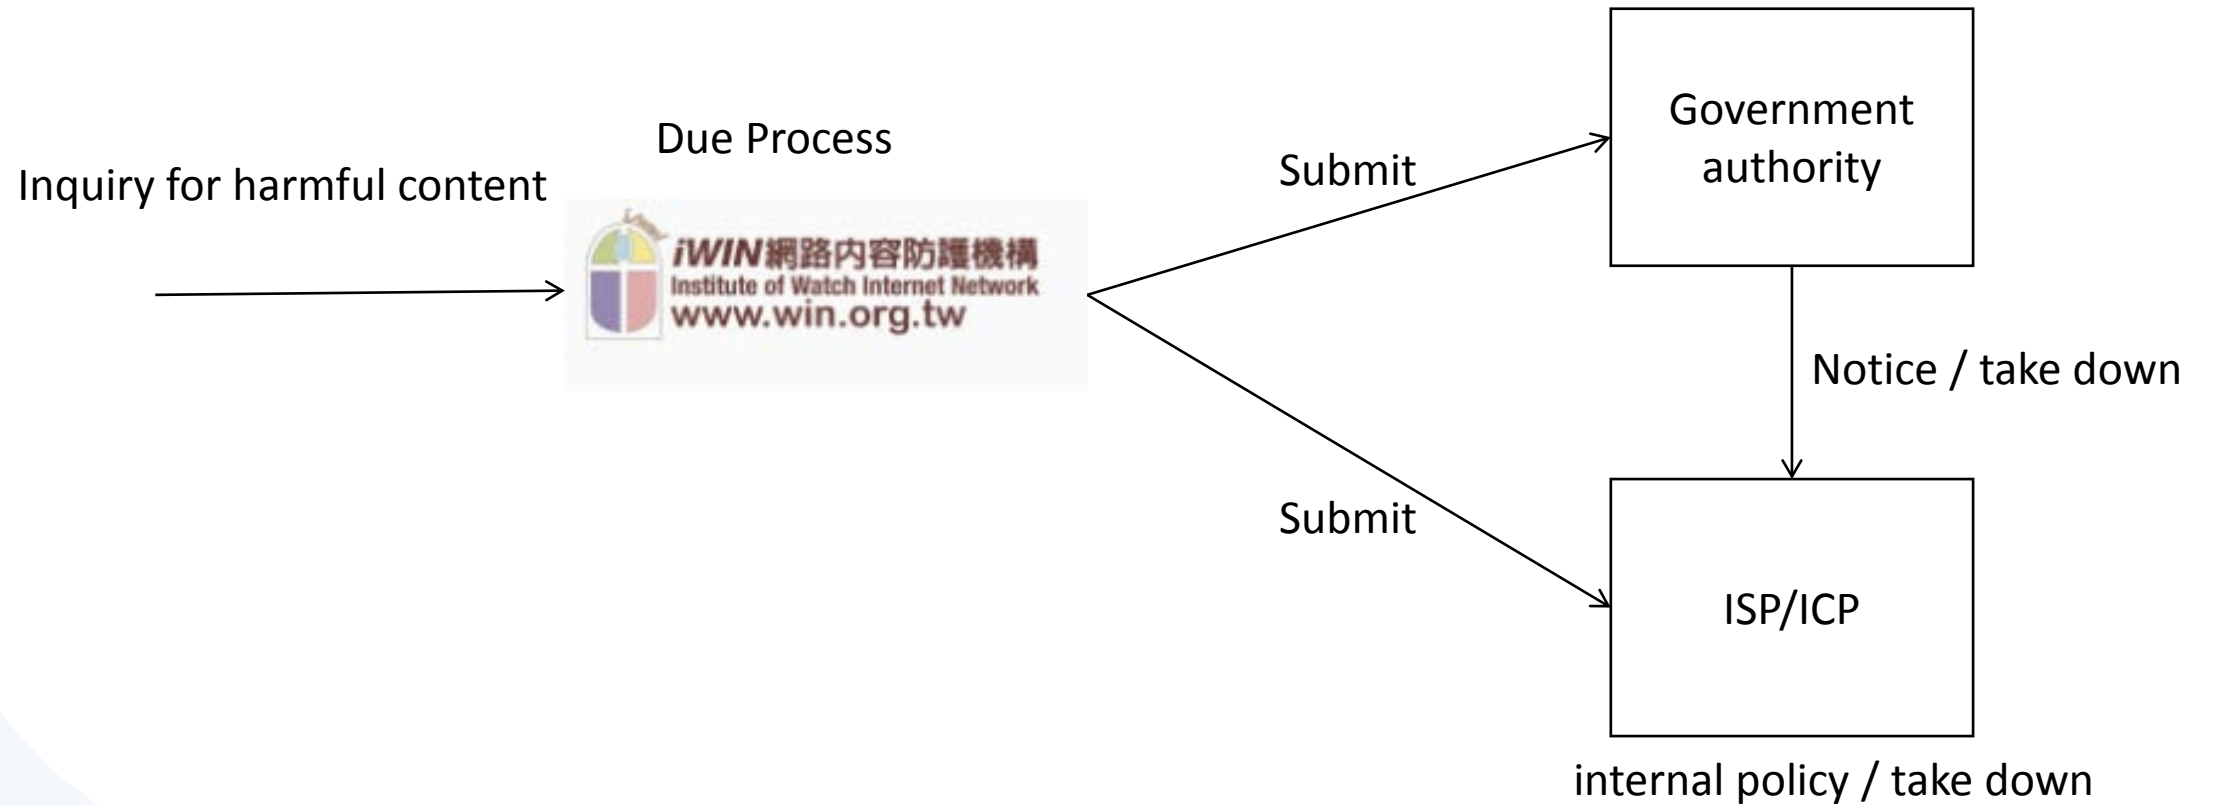 Inquiry for harmful content
Due Process
iWIN網路内容防護機構
Institute of Watch Internet Network
www.win.org.tw
Submit
Submit
Government
authority
Notice / take down
ISP/ICP
internal policy / take down